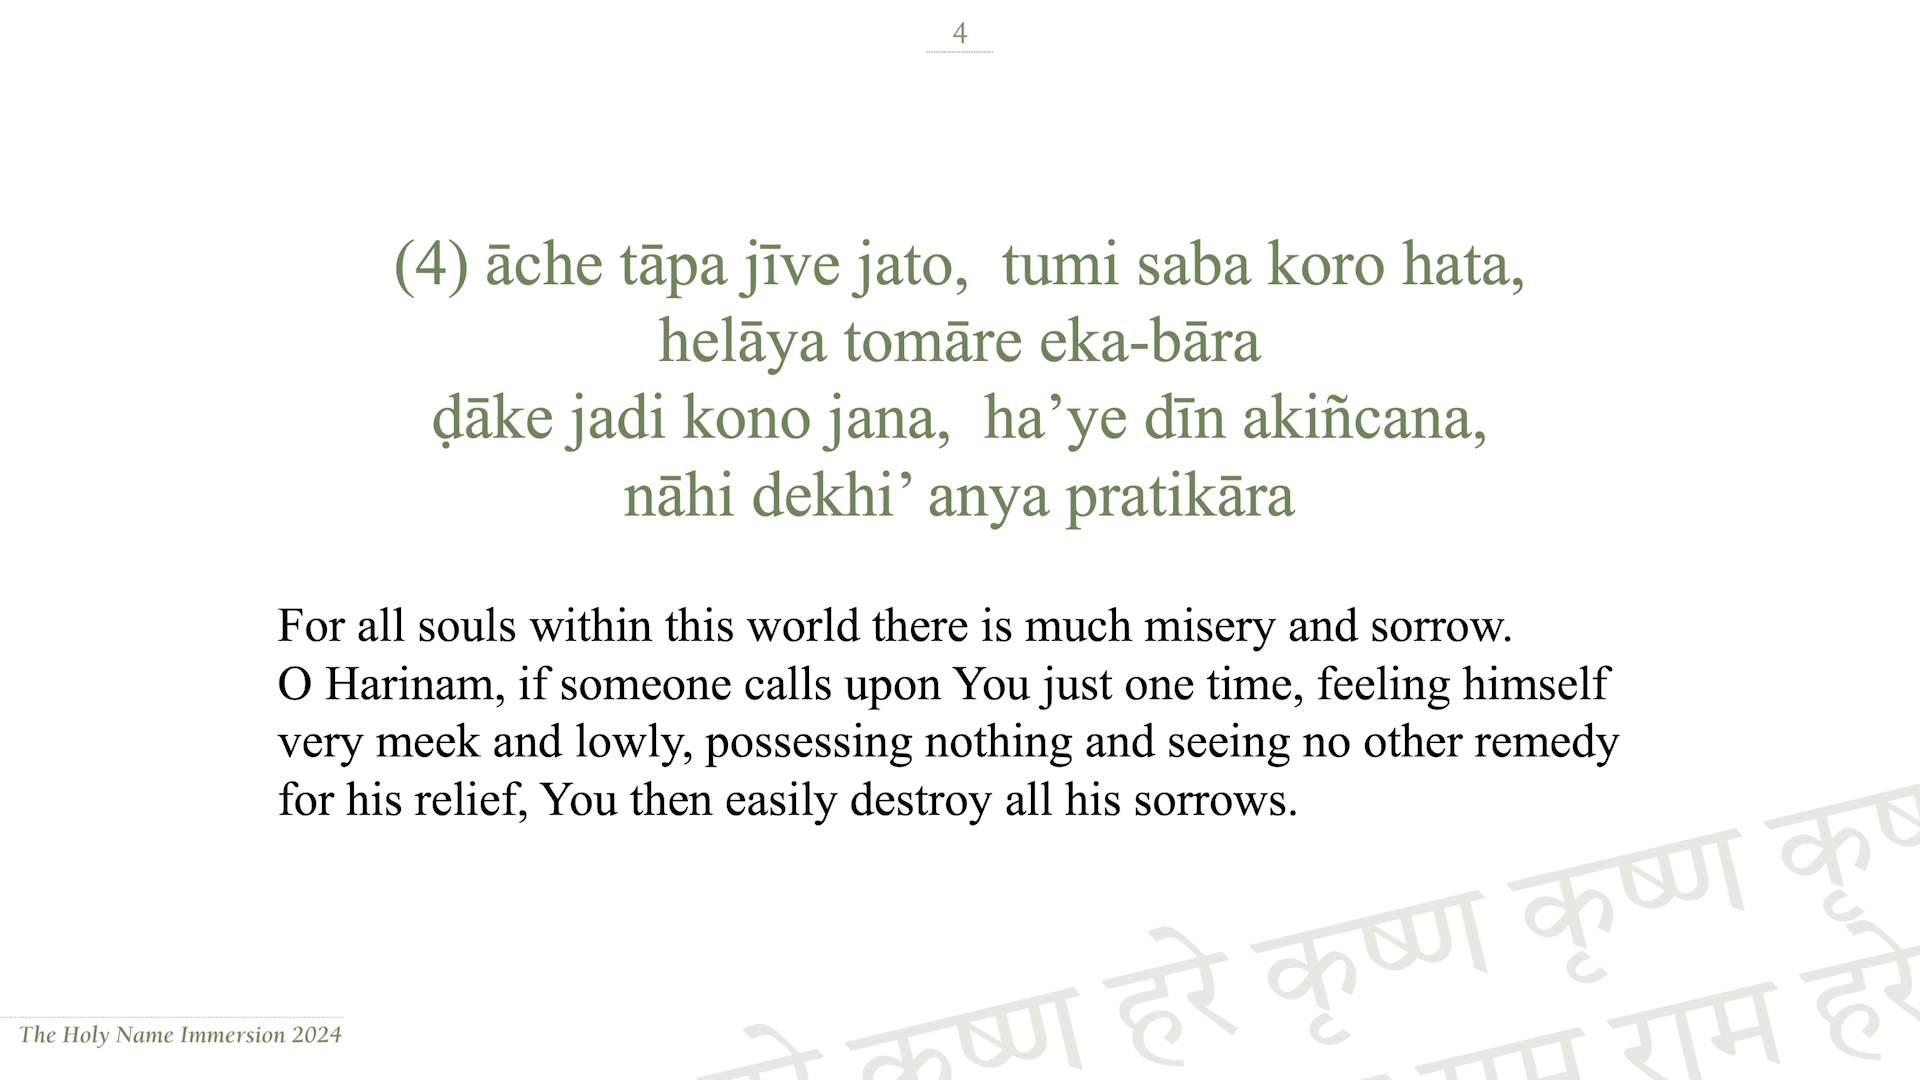 4
(4) āche tāpa jīve jato,  tumi saba koro hata,
helāya tomāre eka-bāra
ḍāke jadi kono jana,  ha’ye dīn akiñcana,
nāhi dekhi’ anya pratikāra
For all souls within this world there is much misery and sorrow.
O Harinam, if someone calls upon You just one time, feeling himself
very meek and lowly, possessing nothing and seeing no other remedy
for his relief, You then easily destroy all his sorrows.
कृष्ण हरे कृष्ण कृष्ण
राम हरे
The Holy Name Immersion 2024